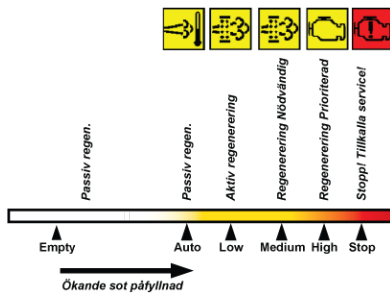 Passiv regen.
Passiv regen.
Aktiv regenerering
Regenerering Nödvändig
Regenerering Prioriterad
Stopp! Tillkalla service!
Empty
Auto
Low
Medium
High
Stop
Ökande sot påfyllnad